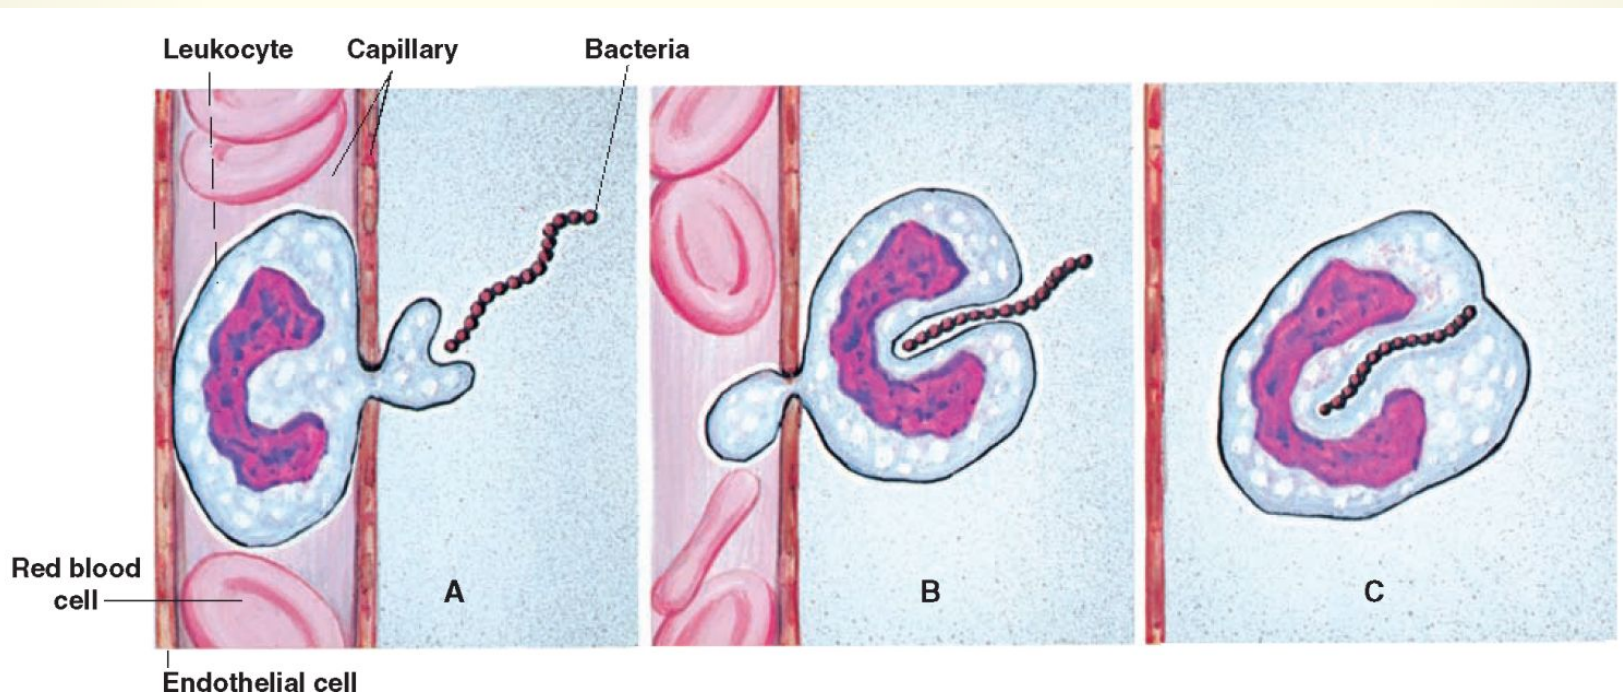 Leukocyte
Capillary
Bacteria
Red blood
cell
A
B
C
Endothelial cell